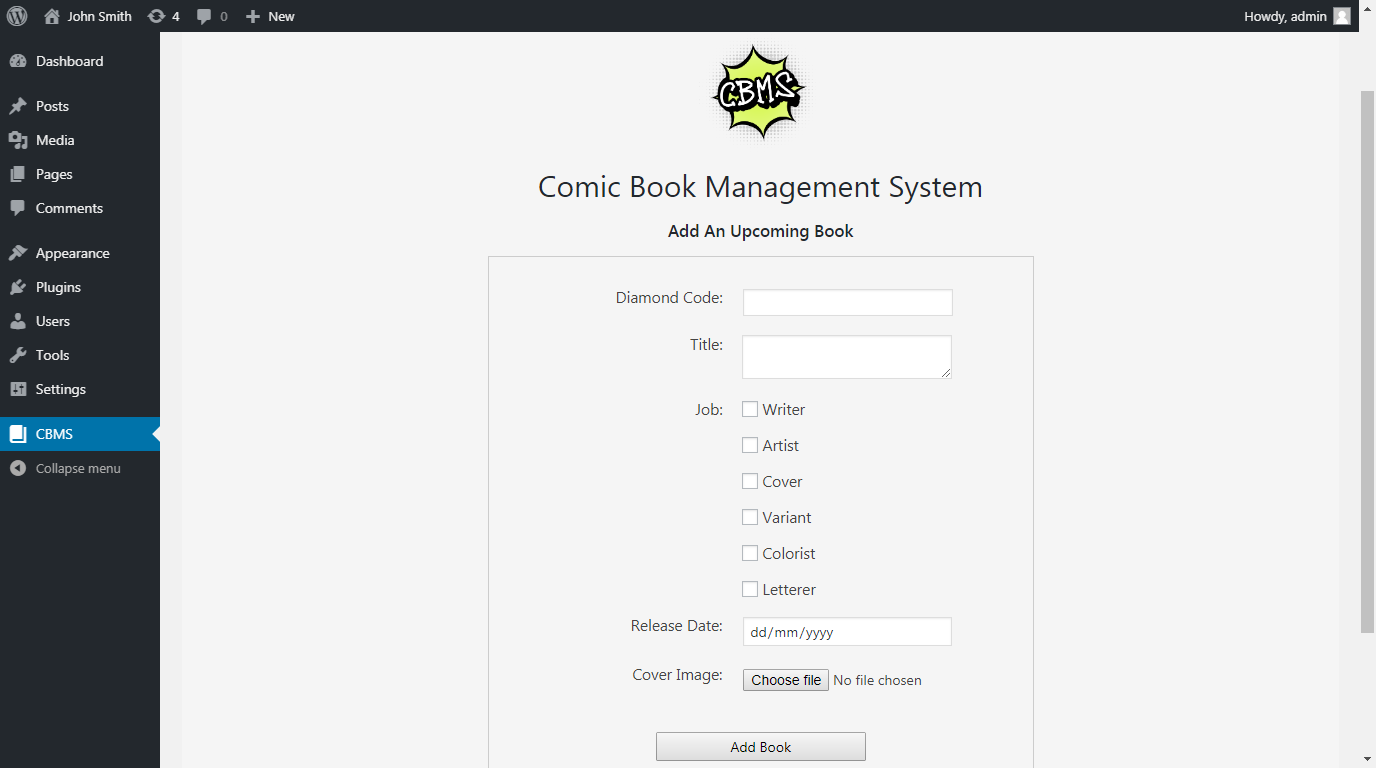 John Smith 4 0 New Howdy, admin
Dashboard
Posts
Media
Pages
Comments
Appearance
Plugins
Users
Tools
Settings
CBMS
Collapse menu
CBMS
Comic Book Management System
Add An Upcoming Book
Diamond Code:
Title:
Job: Writer
Artist
Cover
Variant
Colorist
Letterer
Release Date: dd/mm/yyyy
Cover Image: Choose file No file chosen
Add Book